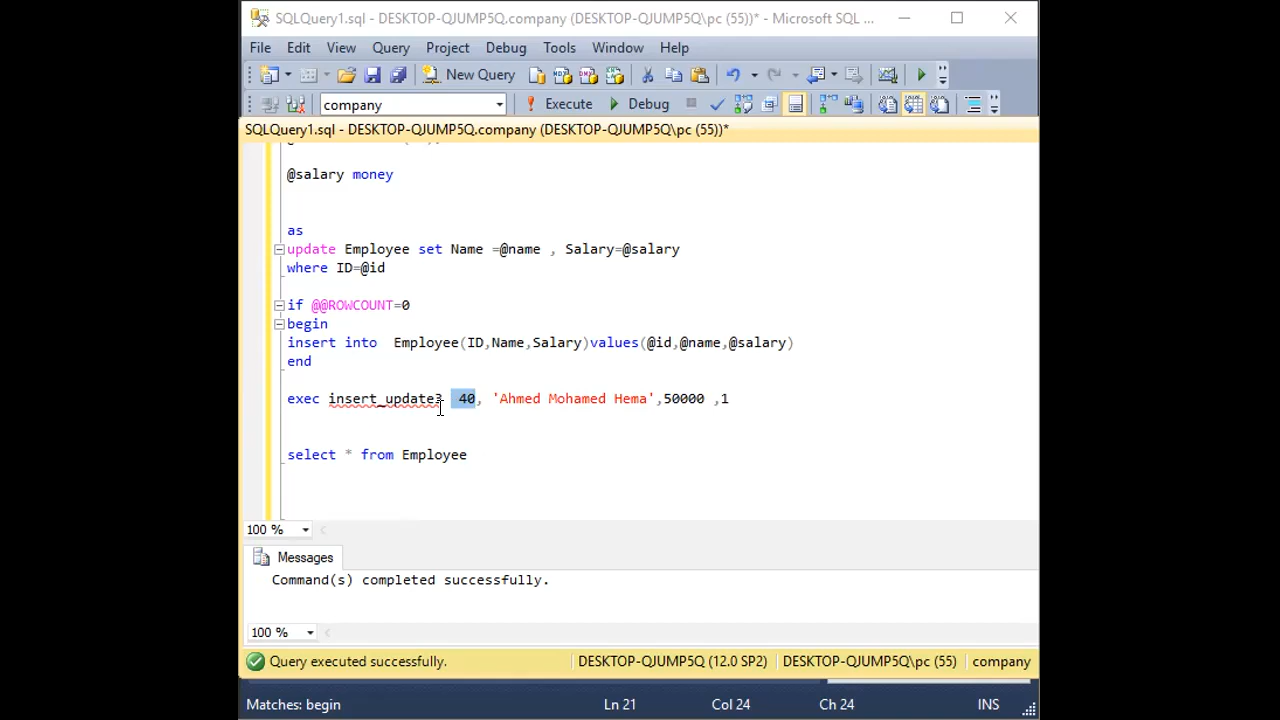 SQLQuery1.sql - DESKTOP-QJUMP5Q.company (DESKTOP-QJUMP5Q\pc (55))* - Microsoft SQL ...
File Edit View Query Project Debug Tools Window Help
New Query
company Execute Debug
SQLQuery1.sql - DESKTOP-QJUMP5Q.company (DESKTOP-QJUMP5Q\pc (55))*
@salary money
as
update Employee set Name =@name , Salary=@salary
where ID=@id
if @@ROWCOUNT=0
begin
insert into Employee(ID,Name,Salary)values(@id,@name,@salary)
end
exec 40, 'Ahmed Mohamed Hema',50000 ,1
select * from Employee
100 %
Messages
Command(s) completed successfully.
100 %
Query executed successfully. DESKTOP-QJUMP5Q (12.0 SP2) DESKTOP-QJUMP5Q\pc (55) company
Matches: begin Ln 21 Col 24 Ch 24 INS